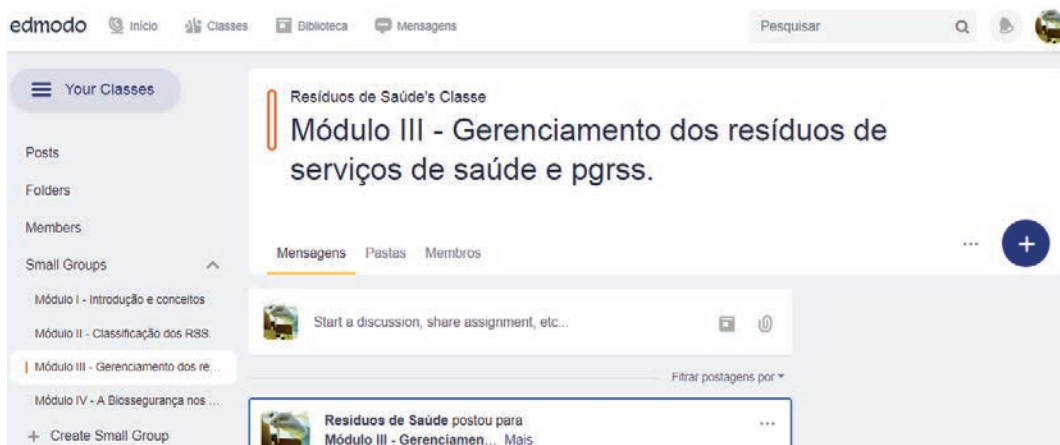 edmodo Início Classes Biblioteca Mensagens Pesquisar
Your Classes
Posts
Folders
Members
Small Groups
Módulo I - Introdução e conceitos
Módulo II - Classificação dos RSS.
Módulo III - Gerenciamento dos re...
Módulo IV - A Biossegurança nos ...
+ Create Small Group
Resíduos de Saúde's Classe
Módulo III - Gerenciamento dos resíduos de
serviços de saúde e pgrss.
Mensagens Pastas Membros
Start a discussion, share assignment, etc...
Fitrar postagens por
Resíduos de Saúde postou para
Módulo III - Gerenciamen... Mais